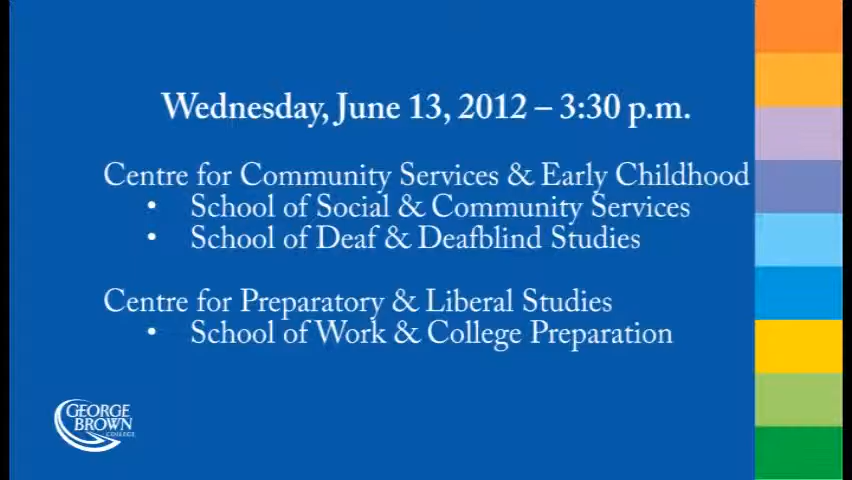 Wednesday, June 13, 2012 – 3:30 p.m.
Centre for Community Services & Early Childhood
• School of Social & Community Services
• School of Deaf & Deafblind Studies
Centre for Preparatory & Liberal Studies
• School of Work & College Preparation
GEORGE
BROWN
COLLEGE